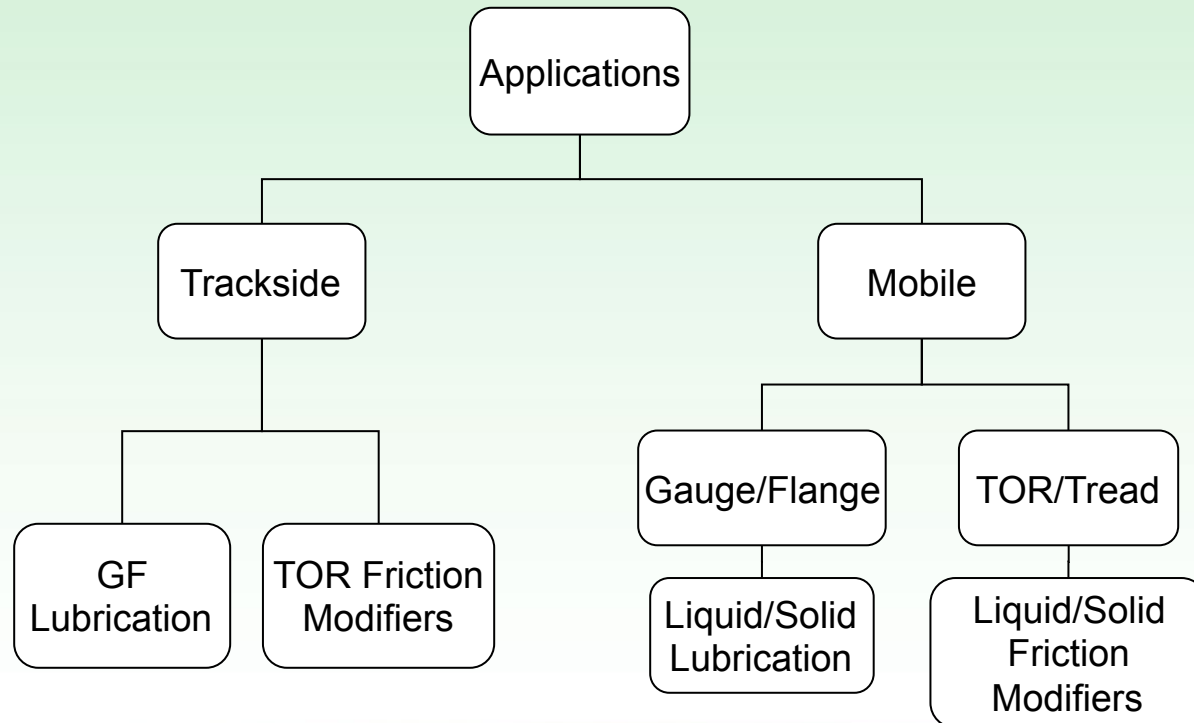 Applications
Trackside
Mobile
Gauge/Flange
TOR/Tread
GF
Lubrication
TOR Friction
Modifiers
Liquid/Solid
Lubrication
Liquid/Solid
Friction
Modifiers